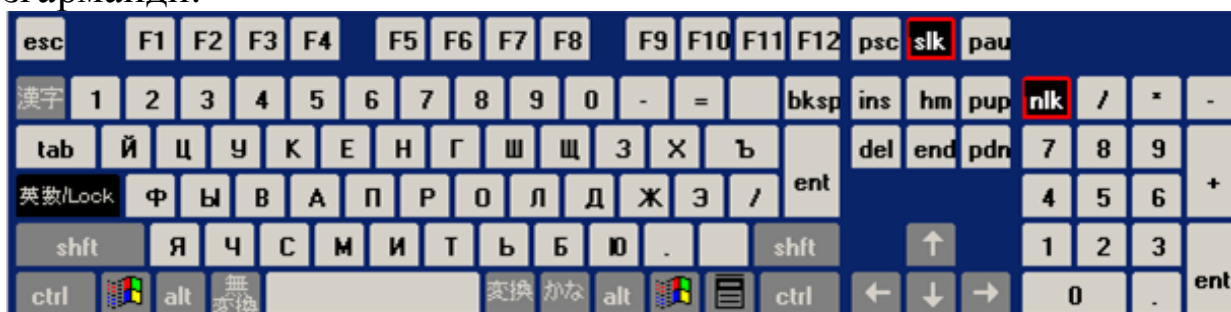 esc F1 F2 F3 F4 F5 F6 F7 F8 F9 F10 F11 F12 psc slk pau
漢字 1 2 3 4 5 6 7 8 9 0 - = bksp ins hm pup nlk / * -
tab Й Ц У К Е Н Г Ш Щ З Х Ъ ent del end pdn 7 8 9 +
英数/Lock Ф Ы В А П Р О Л Д Ж Э / 4 5 6
shft Я Ч С М И Т Ь Б Ю . shft ↑ 1 2 3 ent
ctrl alt 無変換 変換 かな alt ctrl ← ↓ → 0 .